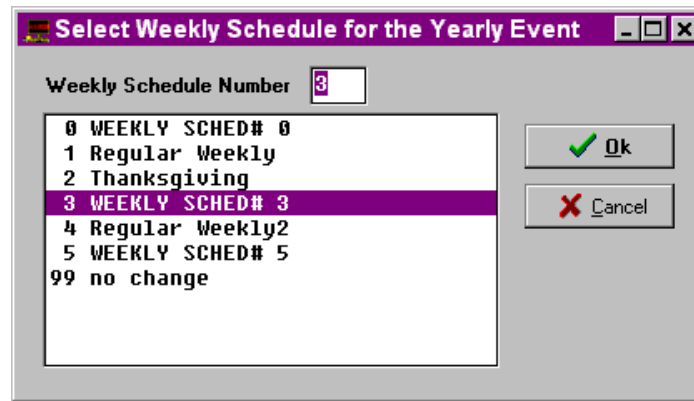 Select Weekly Schedule for the Yearly Event
Weekly Schedule Number 3
0 WEEKLY SCHED# 0
1 Regular Weekly
2 Thanksgiving
3 WEEKLY SCHED# 3
4 Regular Weekly2
5 WEEKLY SCHED# 5
99 no change
Ok
Cancel